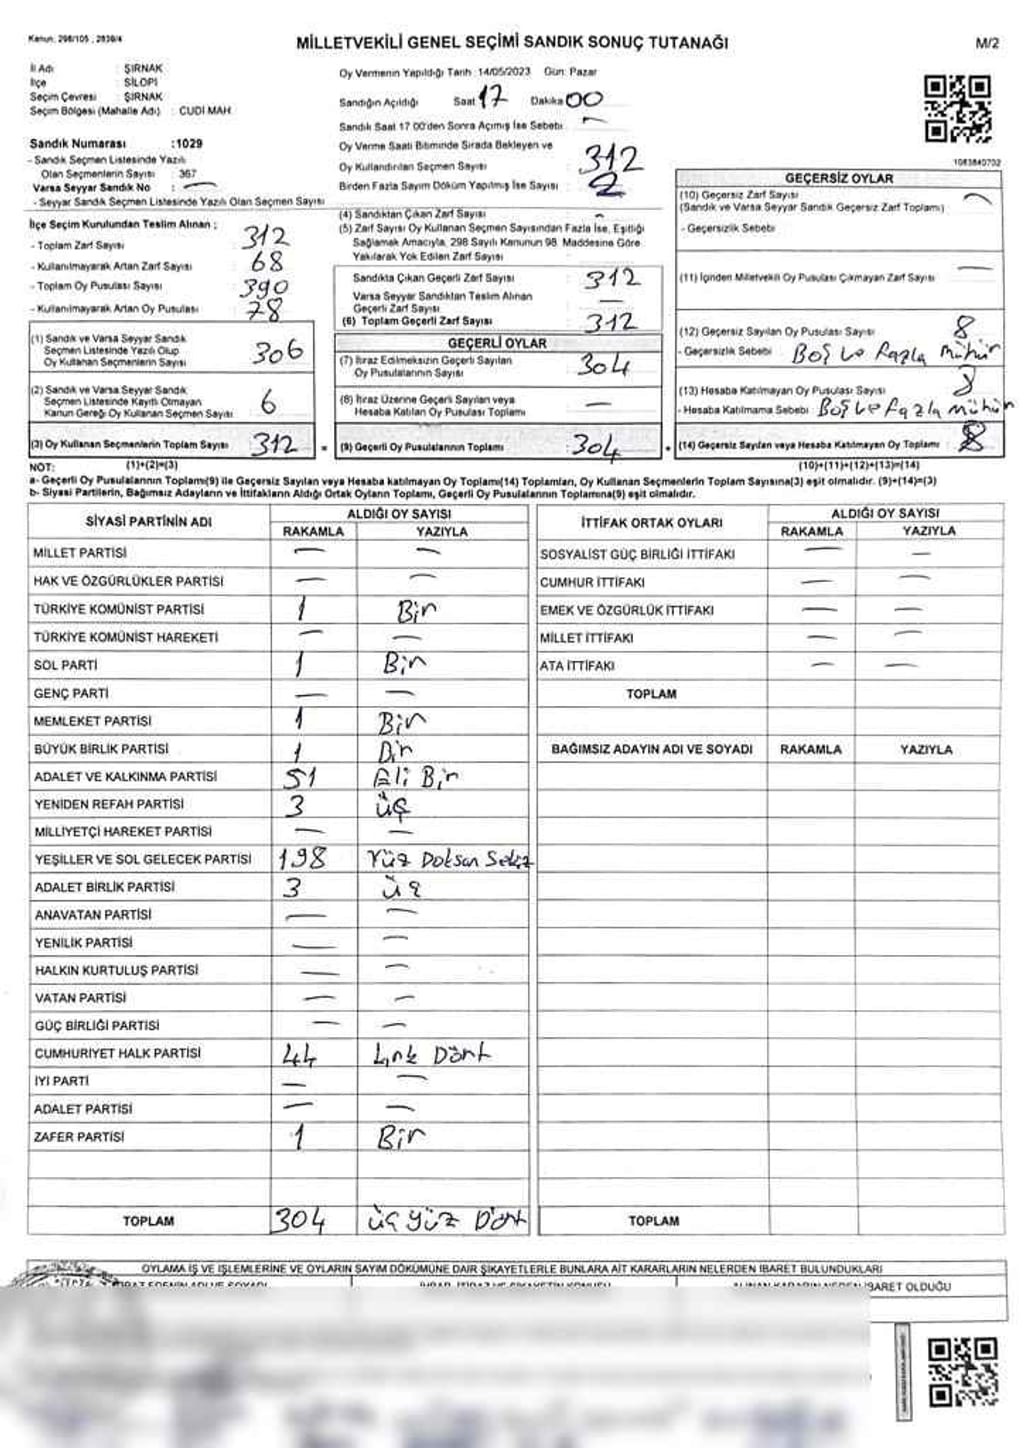 Kanun: 298/105 , 2839/4
MİLLETVEKİLİ GENEL SEÇİMİ SANDIK SONUÇ TUTANAĞI
M/2
İl Adı : ŞIRNAK
İlçe : SİLOPİ
Seçim Çevresi : ŞIRNAK
Seçim Bölgesi (Mahalle Adı) : CUDİ MAH.
Sandık Numarası :1029
- Sandık Seçmen Listesinde Yazılı
Olan Seçmenlerin Sayısı : 367
Varsa Seyyar Sandık No : —
- Seyyar Sandık Seçmen Listesinde Yazılı Olan Seçmen Sayısı
İlçe Seçim Kurulundan Teslim Alınan ;
- Toplam Zarf Sayısı : 312
- Kullanılmayarak Artan Zarf Sayısı : 68
- Toplam Oy Pusulası Sayısı : 390
- Kullanılmayarak Artan Oy Pusulası : 78
(1) Sandık ve Varsa Seyyar Sandık
Seçmen Listesinde Yazılı Olup
Oy Kullanan Seçmenlerin Sayısı : 306
(2) Sandık ve Varsa Seyyar Sandık
Seçmen Listesinde Kayıtlı Olmayan
Kanun Gereği Oy Kullanan Seçmen Sayısı : 6
(3) Oy Kullanan Seçmenlerin Toplam Sayısı : 312
Oy Vermenin Yapıldığı Tarih :14/05/2023 Gün: Pazar
Sandığın Açıldığı Saat 17 Dakika 00
Sandık Saat 17:00'den Sonra Açılmış İse Sebebi : —
Oy Verme Saati Bitiminde Sırada Bekleyen ve
Oy Kullandırılan Seçmen Sayısı : 312
Birden Fazla Sayım Döküm Yapılmış İse Sayısı : 2
(4) Sandıktan Çıkan Zarf Sayısı : —
(5) Zarf Sayısı Oy Kullanan Seçmen Sayısından Fazla İse, Eşitliği
Sağlamak Amacıyla, 298 Sayılı Kanunun 98. Maddesine Göre
Yakılarak Yok Edilen Zarf Sayısı :
Sandıkta Çıkan Geçerli Zarf Sayısı : 312
Varsa Seyyar Sandıktan Teslim Alınan
Geçerli Zarf Sayısı : —
(6) Toplam Geçerli Zarf Sayısı : 312
GEÇERLİ OYLAR
(7) İtiraz Edilmeksizin Geçerli Sayılan
Oy Pusulalarının Sayısı : 304
(8) İtiraz Üzerine Geçerli Sayılan veya
Hesaba Katılan Oy Pusulası Toplamı : —
= (9) Geçerli Oy Pusulalarının Toplamı : 304
1083840702
GEÇERSİZ OYLAR
(10) Geçersiz Zarf Sayısı : —
(Sandık ve Varsa Seyyar Sandık Geçersiz Zarf Toplamı)
- Geçersizlik Sebebi :
(11) İçinden Milletvekili Oy Pusulası Çıkmayan Zarf Sayısı : —
(12) Geçersiz Sayılan Oy Pusulası Sayısı : 8
- Geçersizlik Sebebi : Boş ve fazla mühür
(13) Hesaba Katılmayan Oy Pusulası Sayısı : 8
- Hesaba Katılmama Sebebi : Boş ve fazla mühür
+ (14) Geçersiz Sayılan veya Hesaba Katılmayan Oy Toplamı : 8
NOT: (1)+(2)=(3) (10)+(11)+(12)+(13)=(14)
a- Geçerli Oy Pusulalarının Toplamı(9) ile Geçersiz Sayılan veya Hesaba katılmayan Oy Toplamı(14) Toplamları, Oy Kullanan Seçmenlerin Toplam Sayısına(3) eşit olmalıdır. (9)+(14)=(3)
b- Siyasi Partilerin, Bağımsız Adayların ve İttifakların Aldığı Ortak Oyların Toplamı, Geçerli Oy Pusulalarının Toplamına(9) eşit olmalıdır.
SİYASİ PARTİNİN ADI ALDIĞI OY SAYISI
RAKAMLA YAZIYLA
MİLLET PARTİSİ — —
HAK VE ÖZGÜRLÜKLER PARTİSİ — —
TÜRKİYE KOMÜNİST PARTİSİ 1 Bir
TÜRKİYE KOMÜNİST HAREKETİ — —
SOL PARTİ 1 Bir
GENÇ PARTİ — —
MEMLEKET PARTİSİ 1 Bir
BÜYÜK BİRLİK PARTİSİ 1 Bir
ADALET VE KALKINMA PARTİSİ 51 Elli Bir
YENİDEN REFAH PARTİSİ 3 üç
MİLLİYETÇİ HAREKET PARTİSİ — —
YEŞİLLER VE SOL GELECEK PARTİSİ 198 Yüz Doksan Sekiz
ADALET BİRLİK PARTİSİ 3 üç
ANAVATAN PARTİSİ — —
YENİLİK PARTİSİ — —
HALKIN KURTULUŞ PARTİSİ — —
VATAN PARTİSİ — —
GÜÇ BİRLİĞİ PARTİSİ — —
CUMHURİYET HALK PARTİSİ 44 kırk Dört
İYİ PARTİ — —
ADALET PARTİSİ — —
ZAFER PARTİSİ 1 Bir
TOPLAM 304 üç yüz Dört
İTTİFAK ORTAK OYLARI ALDIĞI OY SAYISI
RAKAMLA YAZIYLA
SOSYALİST GÜÇ BİRLİĞİ İTTİFAKI — —
CUMHUR İTTİFAKI — —
EMEK VE ÖZGÜRLÜK İTTİFAKI — —
MİLLET İTTİFAKI — —
ATA İTTİFAKI — —
TOPLAM
BAĞIMSIZ ADAYIN ADI VE SOYADI RAKAMLA YAZIYLA
TOPLAM
OYLAMA İŞ VE İŞLEMLERİNE VE OYLARIN SAYIM DÖKÜMÜNE DAİR ŞİKAYETLERLE BUNLARA AİT KARARLARIN NELERDEN İBARET BULUNDUKLARI
ALINAN KARARIN NEDEN İBARET OLDUĞU